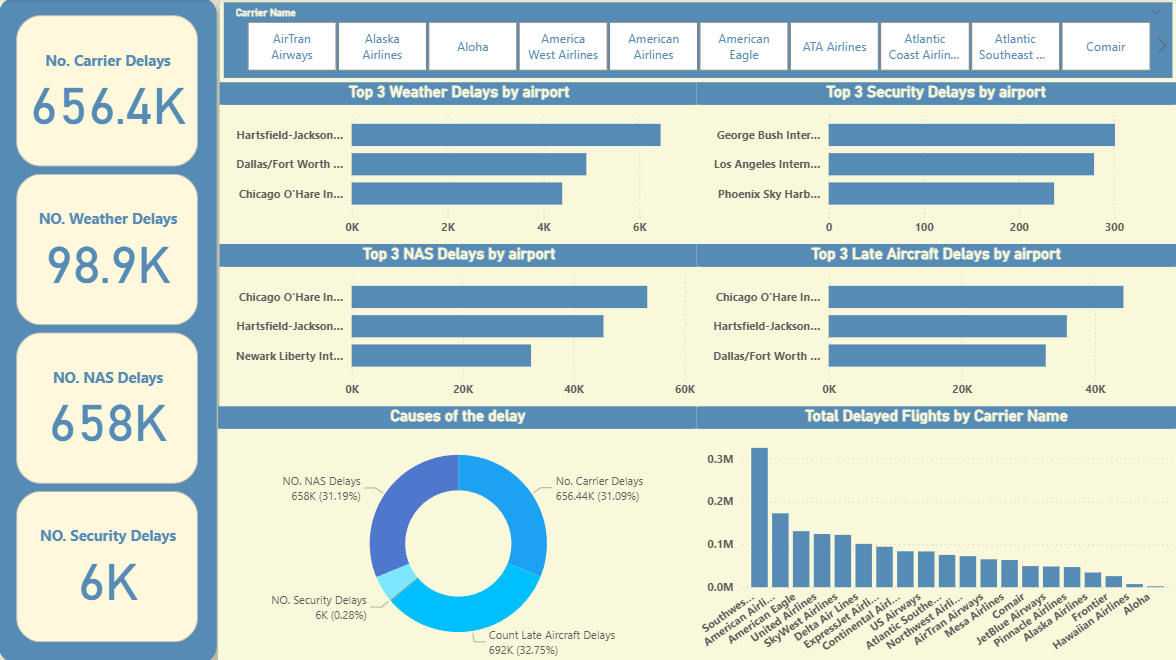 No. Carrier Delays
656.4K
NO. Weather Delays
98.9K
NO. NAS Delays
658K
NO. Security Delays
6K
Carrier Name
AirTran
Airways
Alaska
Airlines
Aloha
America
West Airlines
American
Airlines
American
Eagle
ATA Airlines
Atlantic
Coast Airlin...
Atlantic
Southeast ...
Comair
Top 3 Weather Delays by airport
Hartsfield-Jackson...
Dallas/Fort Worth ...
Chicago O'Hare In...
0K 2K 4K 6K
Top 3 Security Delays by airport
George Bush Inter...
Los Angeles Intern...
Phoenix Sky Harb...
0 100 200 300
Top 3 NAS Delays by airport
Chicago O'Hare In...
Hartsfield-Jackson...
Newark Liberty Int...
0K 20K 40K 60K
Top 3 Late Aircraft Delays by airport
Chicago O'Hare In...
Hartsfield-Jackson...
Dallas/Fort Worth ...
0K 20K 40K
Causes of the delay
NO. NAS Delays
658K (31.19%)
No. Carrier Delays
656.44K (31.09%)
NO. Security Delays
6K (0.28%)
Count Late Aircraft Delays
692K (32.75%)
Total Delayed Flights by Carrier Name
0.3M
0.2M
0.1M
0.0M
Southwes...
American Airli...
American Eagle
United Airlines
SkyWest Airlines
Delta Air Lines
ExpressJet Airli...
Continental Airl...
US Airways
Atlantic Southe...
Northwest Airli...
AirTran Airways
Mesa Airlines
Comair
JetBlue Airways
Pinnacle Airlines
Alaska Airlines
Frontier
Hawaiian Airlines
Aloha